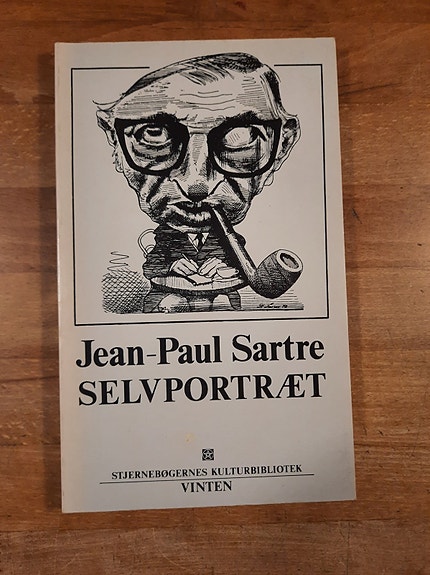 Jean-Paul Sartre
SELVPORTRÆT
STJERNEBØGERNES KULTURBIBLIOTEK
VINTEN